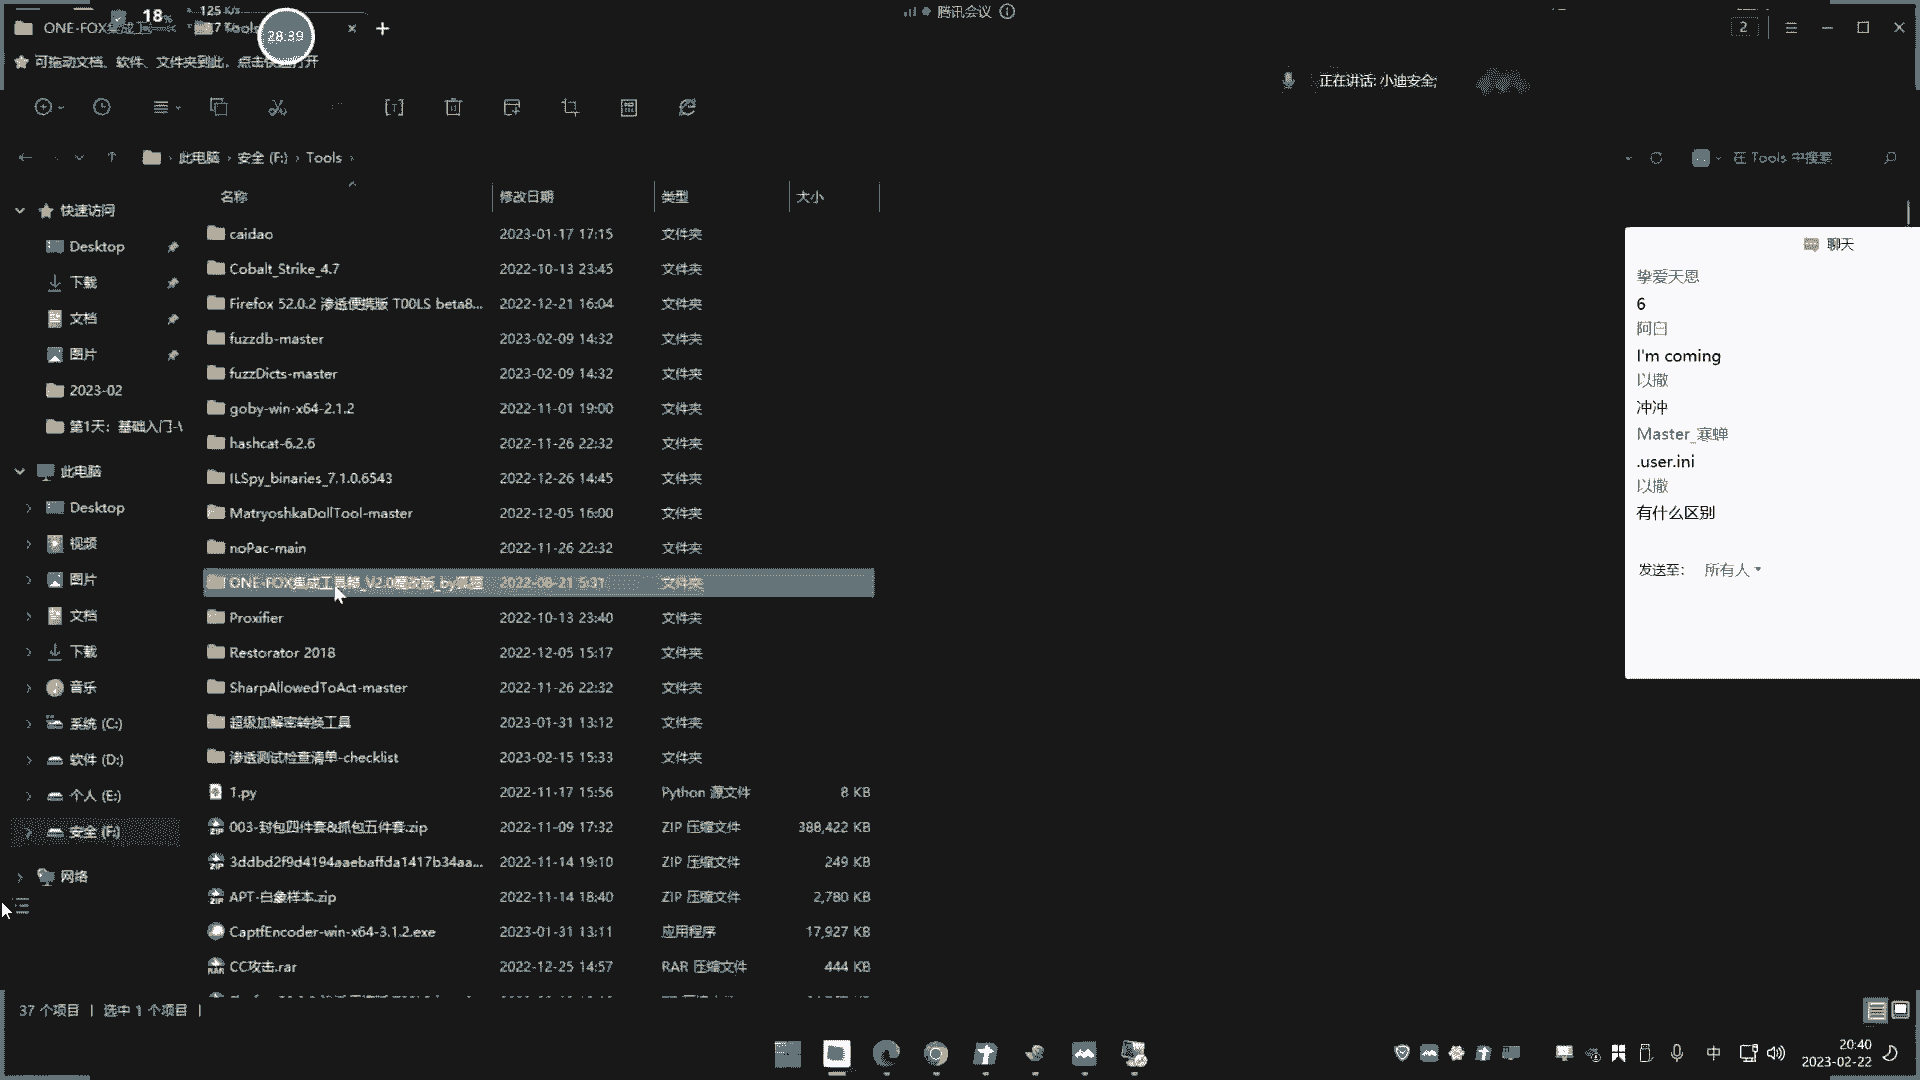 18%
125 K/s
腾讯会议
ONE-FOX集成工
Tools
28:39
2
可拖动文档、软件、文件夹到此，点击快速打开
正在讲话: 小迪安全;
此电脑 › 安全 (F:) › Tools ›
在 Tools 中搜索
名称 修改日期 类型 大小
快速访问
Desktop
下载
文档
图片
2023-02
第1天：基础入门-
此电脑
Desktop
视频
图片
文档
下载
音乐
系统 (C:)
软件 (D:)
个人 (E:)
安全 (F:)
网络
caidao 2023-01-17 17:15 文件夹
Cobalt_Strike_4.7 2022-10-13 23:45 文件夹
Firefox 52.0.2 渗透便携版 T00LS beta8... 2022-12-21 16:04 文件夹
fuzzdb-master 2023-02-09 14:32 文件夹
fuzzDicts-master 2023-02-09 14:32 文件夹
goby-win-x64-2.1.2 2022-11-01 19:00 文件夹
hashcat-6.2.6 2022-11-26 22:32 文件夹
ILSpy_binaries_7.1.0.6543 2022-12-26 14:45 文件夹
MatryoshkaDollTool-master 2022-12-05 16:00 文件夹
noPac-main 2022-11-26 22:32 文件夹
ONE-FOX集成工具箱_V2.0魔改版_by狐狸 2022-08-21 5:31 文件夹
Proxifier 2022-10-13 23:40 文件夹
Restorator 2018 2022-12-05 15:17 文件夹
SharpAllowedToAct-master 2022-11-26 22:32 文件夹
超级加解密转换工具 2023-01-31 13:12 文件夹
渗透测试检查清单-checklist 2023-02-15 15:33 文件夹
1.py 2022-11-17 15:56 Python 源文件 8 KB
003-封包四件套&抓包五件套.zip 2022-11-09 17:32 ZIP 压缩文件 388,422 KB
3ddbd2f9d4194aaebaffda1417b34aa... 2022-11-14 19:10 ZIP 压缩文件 249 KB
APT-白象样本.zip 2022-11-14 18:40 ZIP 压缩文件 2,780 KB
CaptfEncoder-win-x64-3.1.2.exe 2023-01-31 13:11 应用程序 17,927 KB
CC攻击.rar 2022-12-25 14:57 RAR 压缩文件 444 KB
聊天
挚爱天恩
6
阿臼
I'm coming
以撒
冲冲
Master_寒蝉
.user.ini
以撒
有什么区别
发送至: 所有人
37 个项目 | 选中 1 个项目 |
中
20:40
2023-02-22